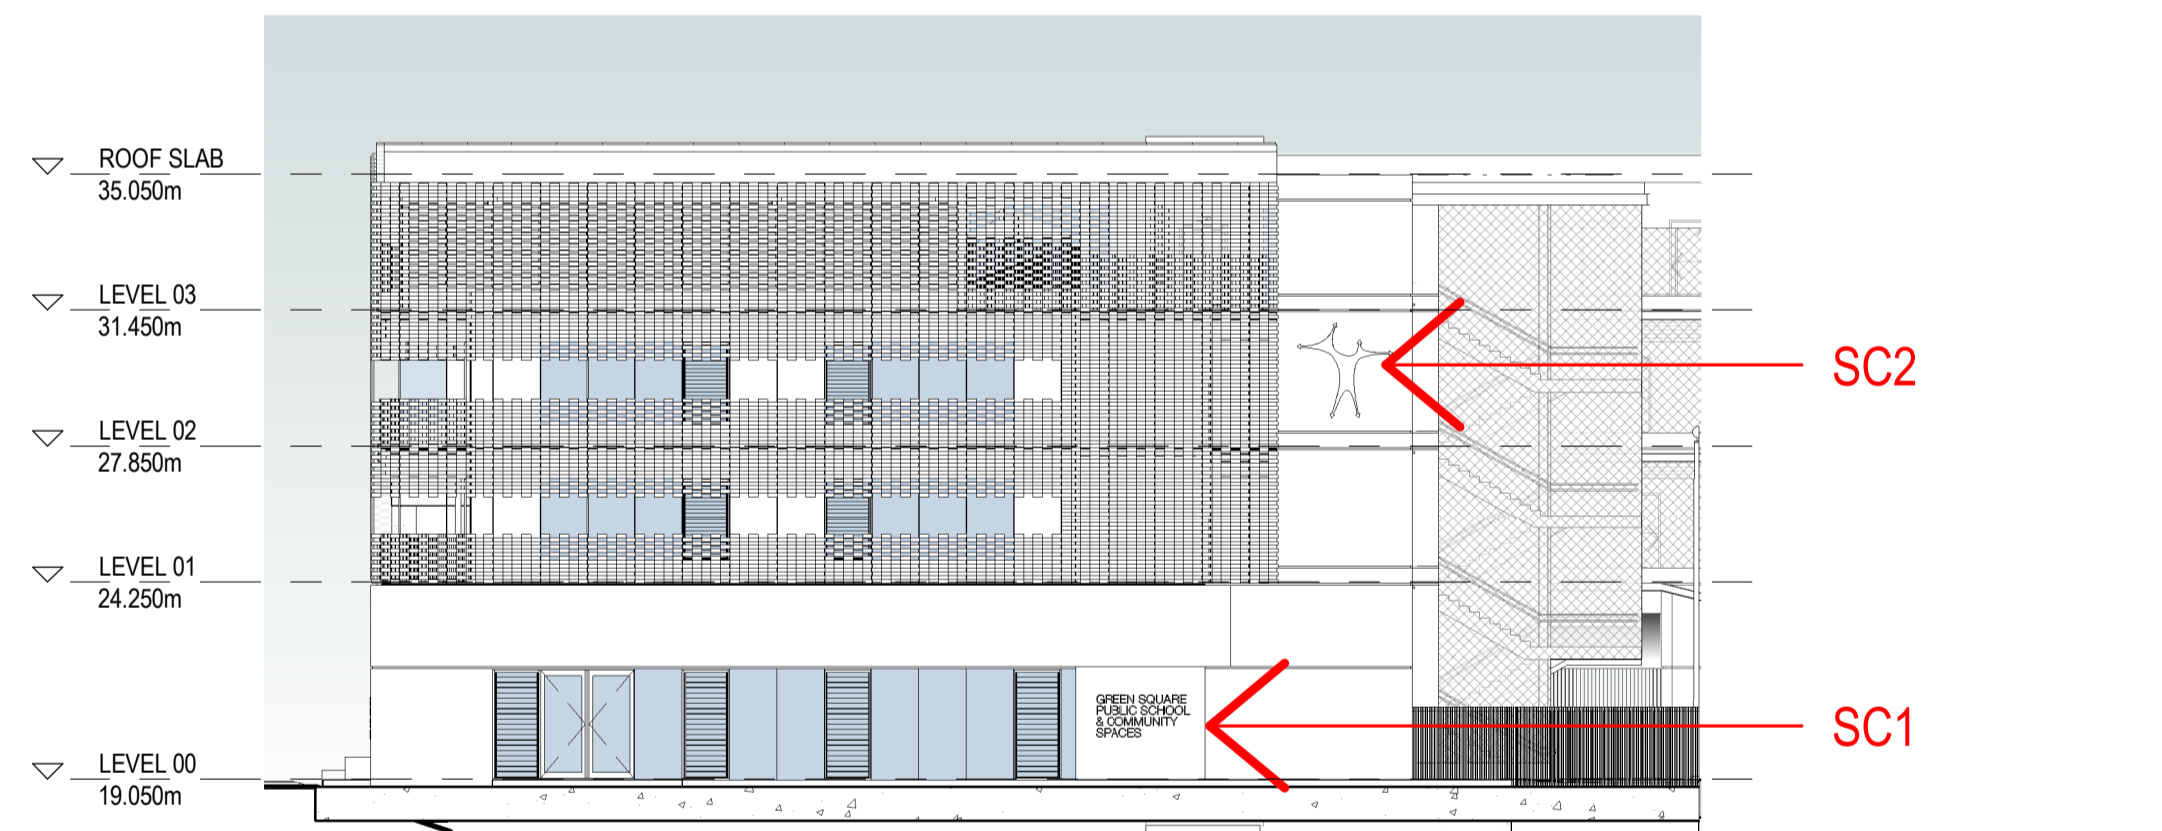 ROOF SLAB
35.050m
LEVEL 03
31.450m
SC2
LEVEL 02
27.850m
LEVEL 01
24.250m
GREEN SQUARE
PUBLIC SCHOOL
& COMMUNITY
SPACES
SC1
LEVEL 00
19.050m